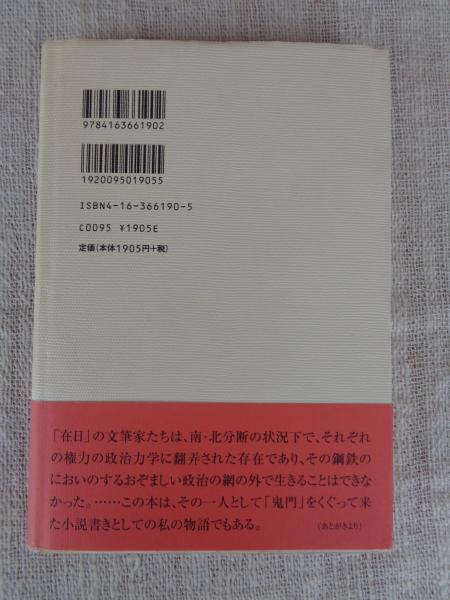 9784163661902
1920095019055
ISBN4-16-366190-5
C0095 ¥1905E
定価(本体1905円+税)
「在日」の文筆家たちは、南・北分断の状況下で、それぞれ
の権力の政治力学に翻弄された存在であり、その鋼鉄の
においのするおぞましい政治の網の外で生きることはできな
かった。……この本は、その一人として「鬼門」をくぐって来
た小説書きとしての私の物語でもある。
(あとがきより)